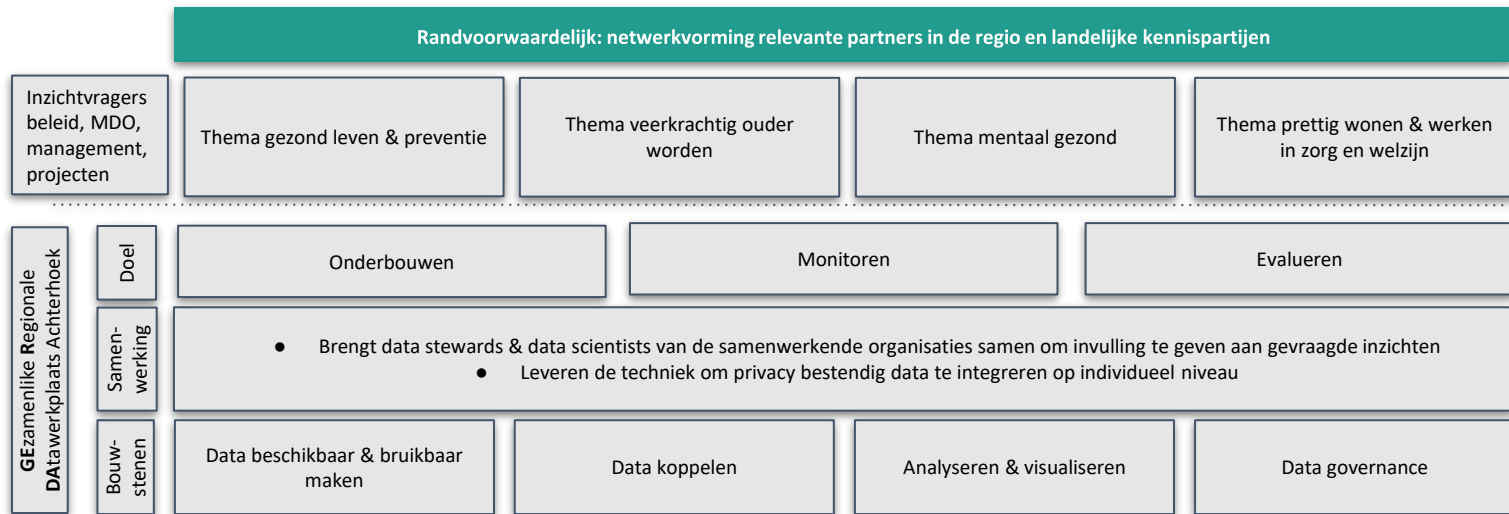 Randvoorwaardelijk: netwerkvorming relevante partners in de regio en landelijke kennispartijen
Inzichtvragers
beleid, MDO,
management,
projecten
Thema gezond leven & preventie
Thema veerkrachtig ouder
worden
Thema mentaal gezond
Thema prettig wonen & werken
in zorg en welzijn
GEzamenlike Regionale
DAtawerkplaats Achterhoek
Doel
Onderbouwen
Monitoren
Evalueren
Samen-
werking
● Brengt data stewards & data scientists van de samenwerkende organisaties samen om invulling te geven aan gevraagde inzichten
● Leveren de techniek om privacy bestendig data te integreren op individueel niveau
Bouw-
stenen
Data beschikbaar & bruikbaar
maken
Data koppelen
Analyseren & visualiseren
Data governance